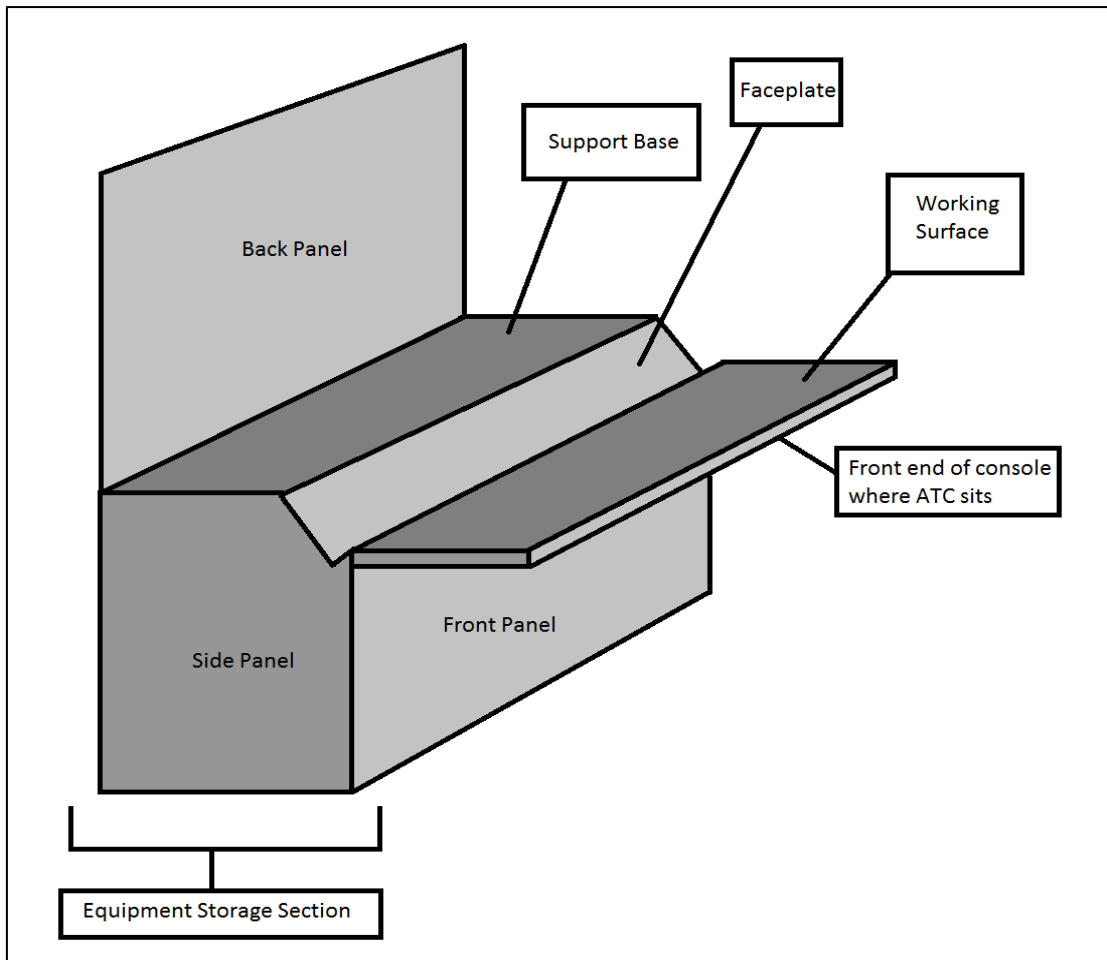 Faceplate
Support Base
Working
Surface
Back Panel
Front end of console
where ATC sits
Front Panel
Side Panel
Equipment Storage Section